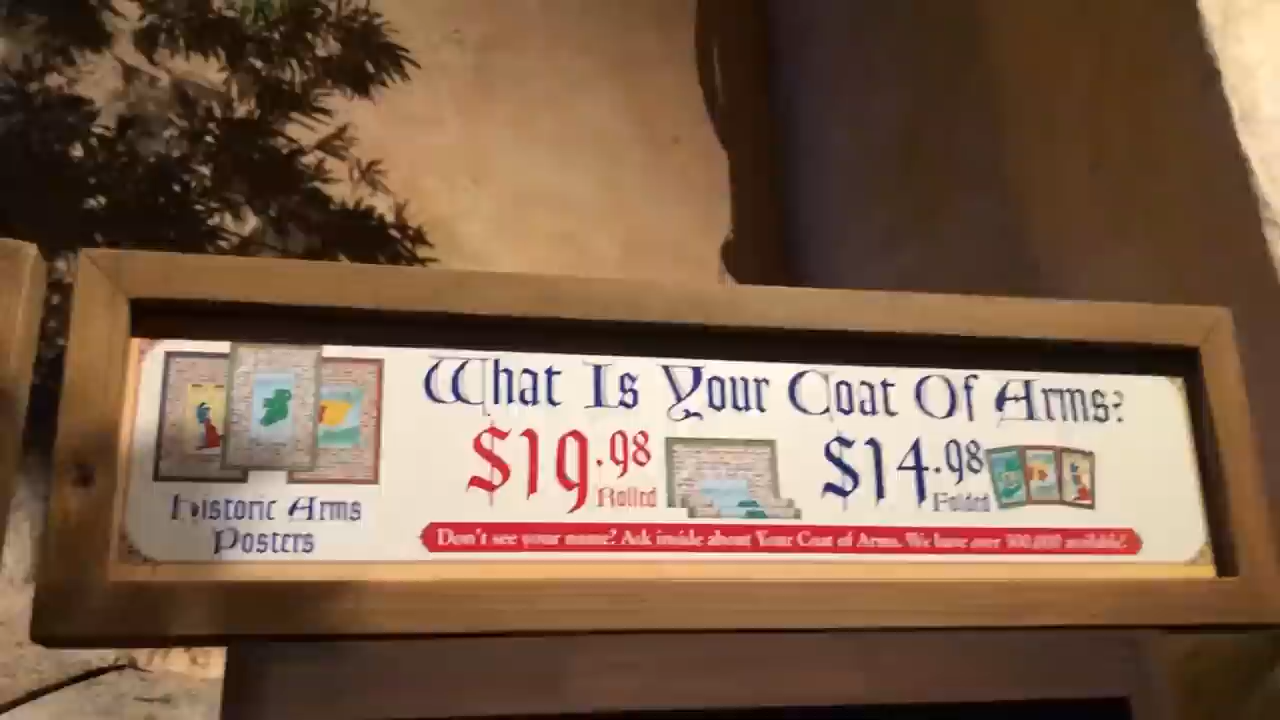 What Is Your Coat Of Arms?
$19.98 Rolled
$14.98 Folded
Historic Arms
Posters
Don't see your name? Ask inside about Your Coat of Arms. We have over 300,000 available!